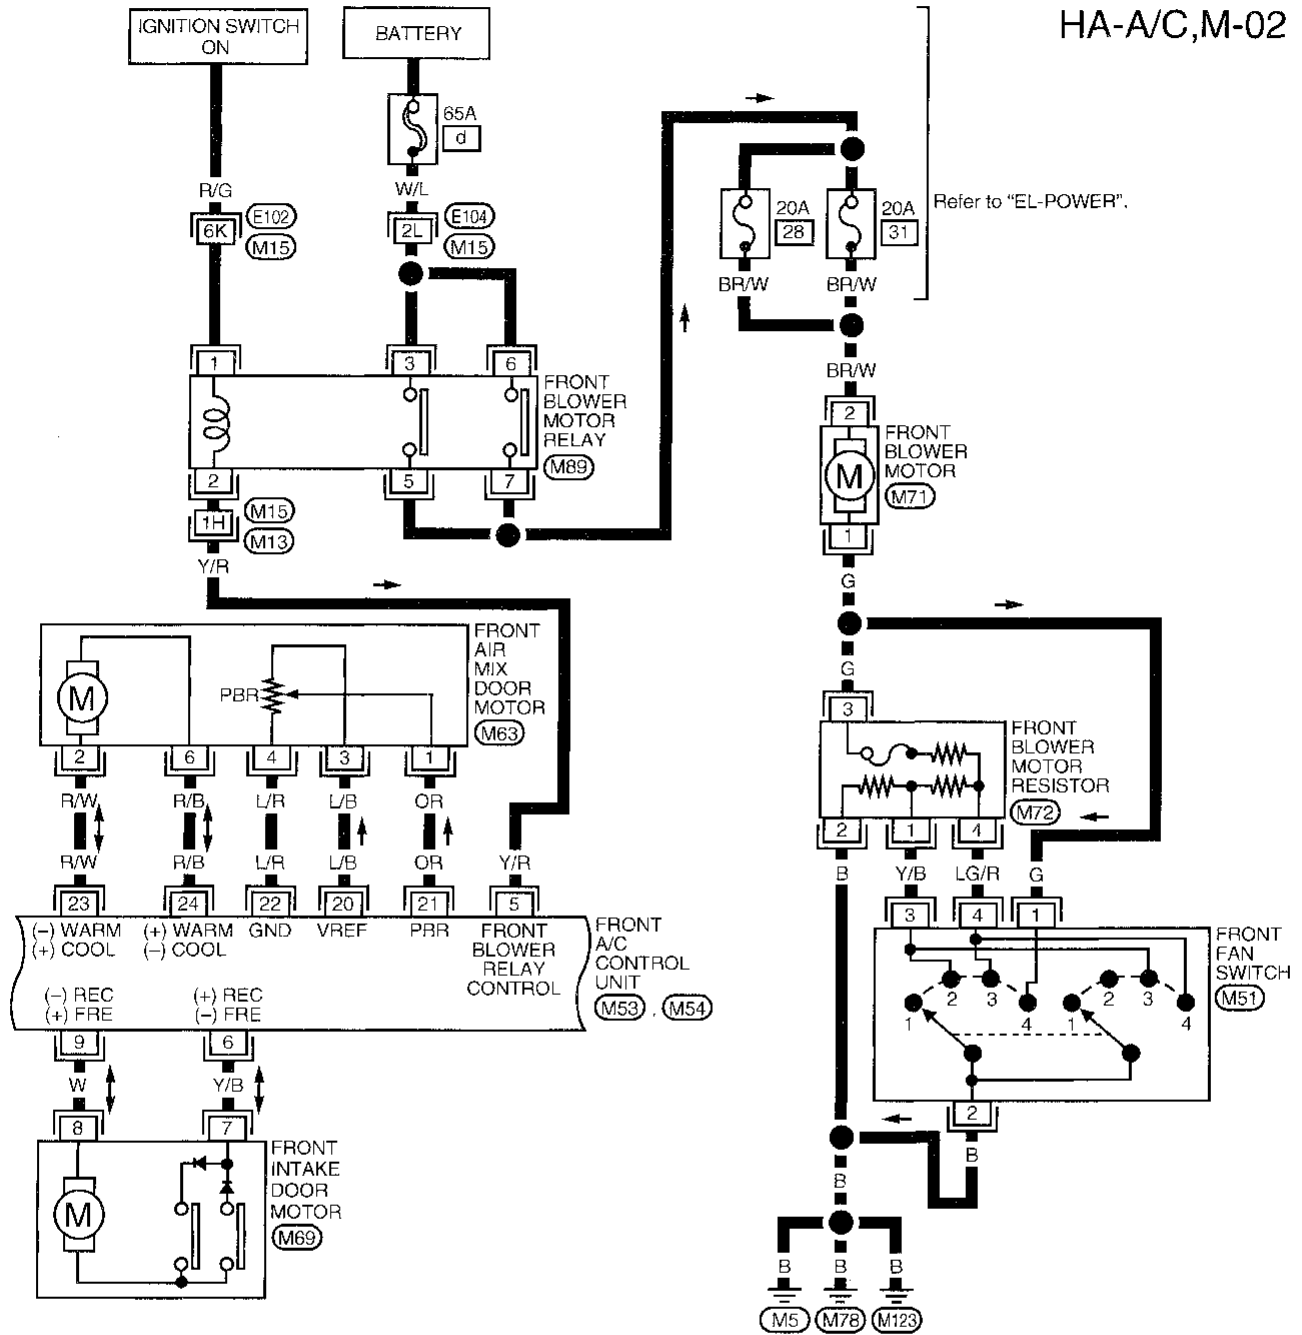 HA-A/C,M-02
IGNITION SWITCH
ON
BATTERY
65A
d
R/G
W/L
6K
E102
M15
2L
E104
M15
20A
28
20A
31
Refer to "EL-POWER".
BR/W
BR/W
BR/W
1
3
6
FRONT
BLOWER
MOTOR
RELAY
M89
2
5
7
1H
M15
M13
Y/R
2
FRONT
BLOWER
MOTOR
M71
M
1
G
G
3
FRONT
BLOWER
MOTOR
RESISTOR
M72
2
1
4
B
Y/B
LG/R
G
FRONT
AIR
MIX
DOOR
MOTOR
M63
M
PBR
2
6
4
3
1
R/W
R/B
L/R
L/B
OR
R/W
R/B
L/R
L/B
OR
Y/R
23
24
22
20
21
5
(-) WARM
(+) COOL
(+) WARM
(-) COOL
GND
VREF
PBR
FRONT
BLOWER
RELAY
CONTROL
FRONT
A/C
CONTROL
UNIT
M53 , M54
(-) REC
(+) FRE
(+) REC
(-) FRE
9
6
W
Y/B
8
7
FRONT
INTAKE
DOOR
MOTOR
M69
M
3
4
1
FRONT
FAN
SWITCH
M51
1
2
3
4
1
2
3
4
2
B
B
B
B
B
M5
M78
M123